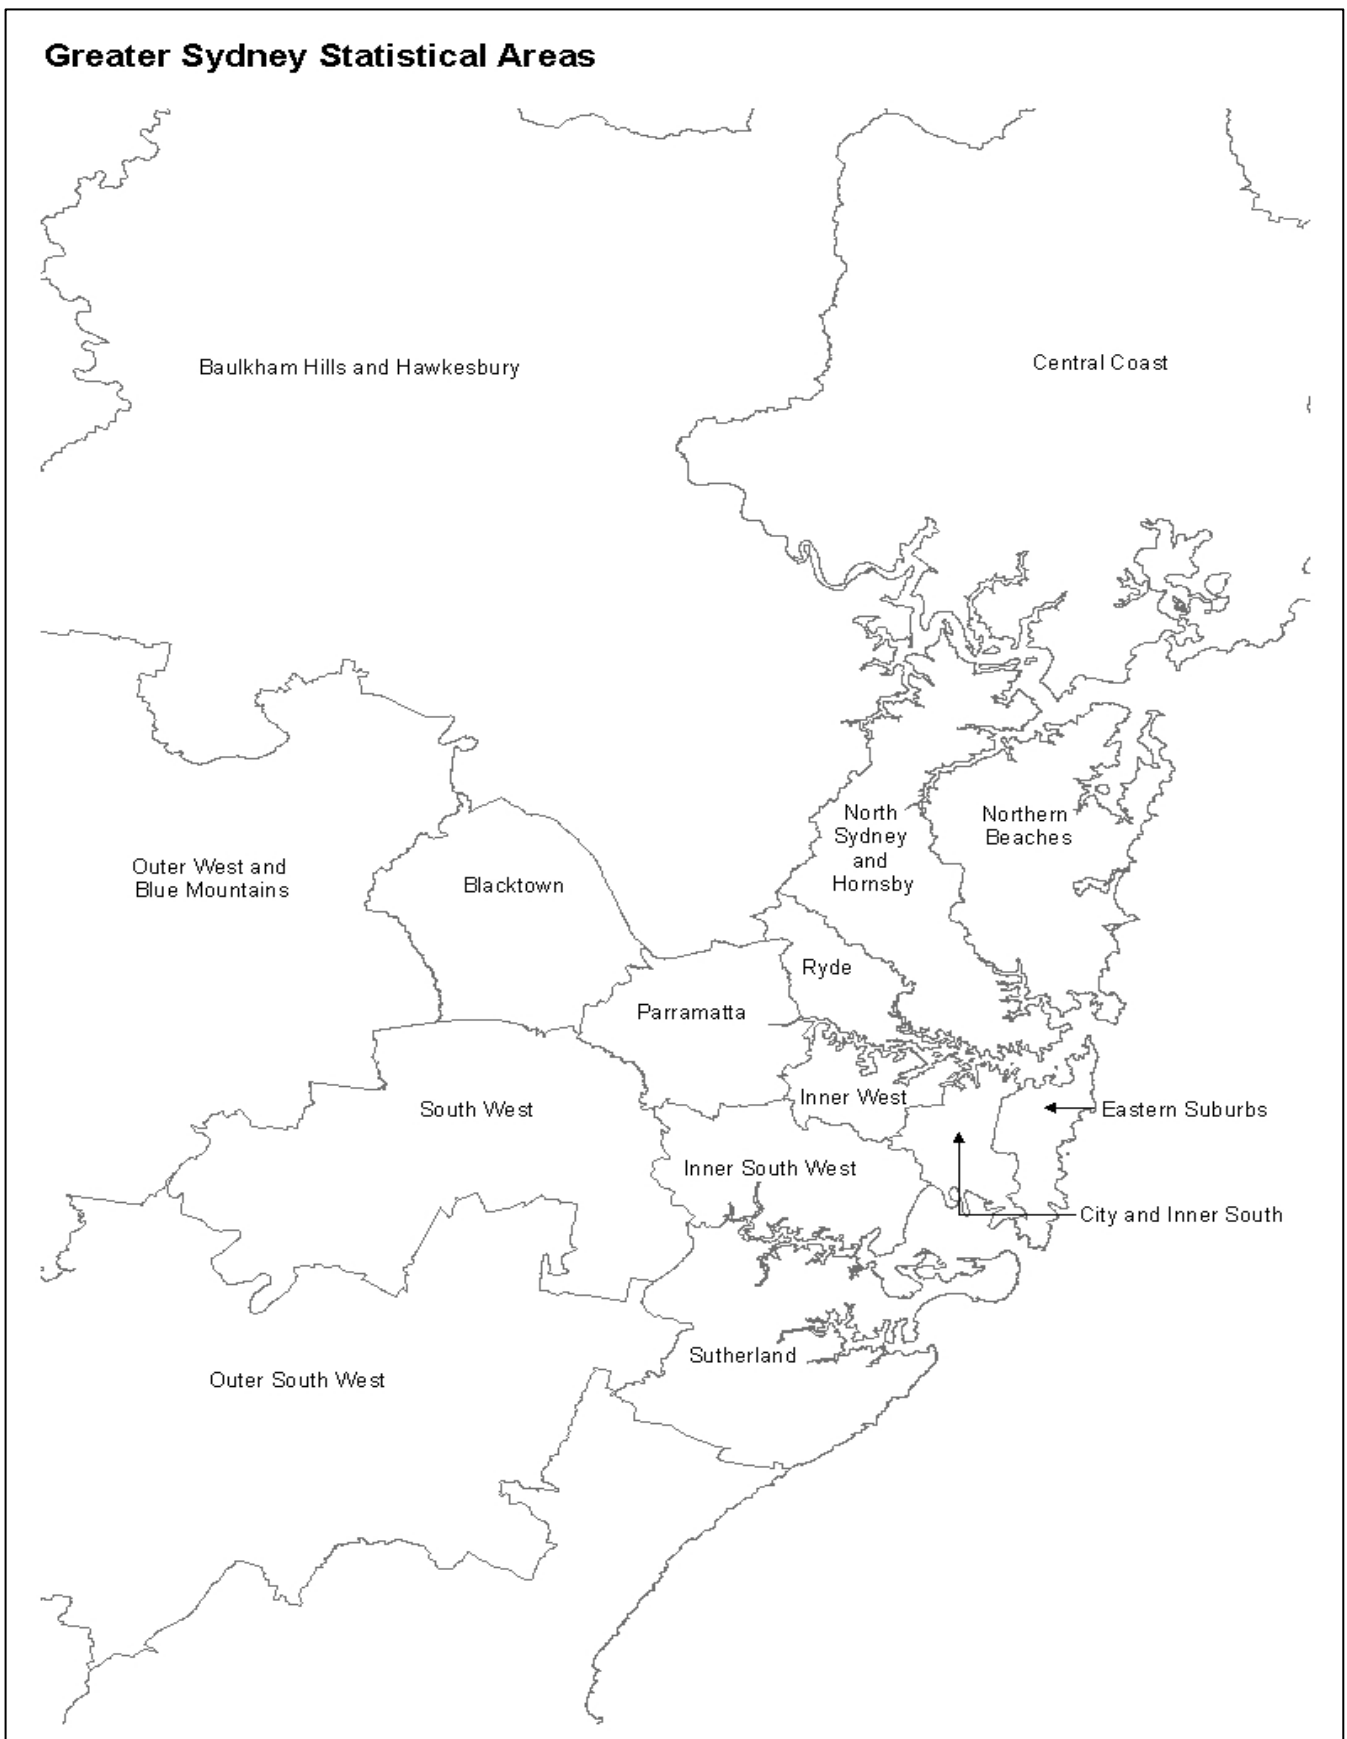 Greater Sydney Statistical Areas
Baulkham Hills and Hawkesbury
Central Coast
North
Sydney
and
Hornsby
Northern
Beaches
Outer West and
Blue Mountains
Blacktown
Ryde
Parramatta
Inner West
South West
Eastern Suburbs
Inner South West
City and Inner South
Sutherland
Outer South West